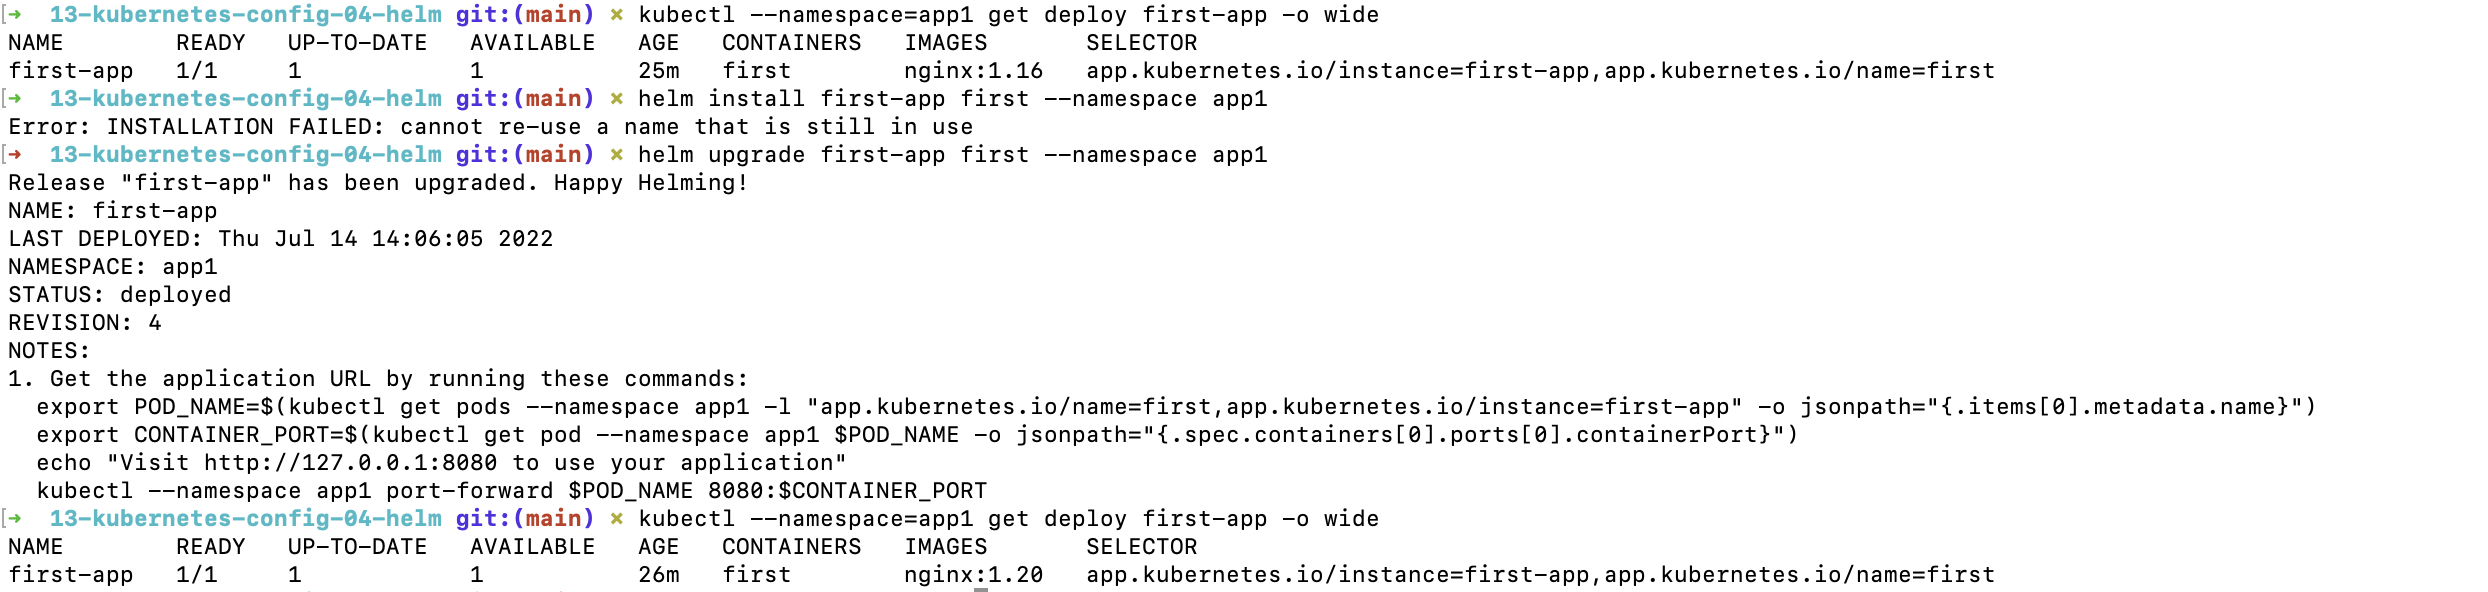 [➜  13-kubernetes-config-04-helm git:(main) ✗ kubectl --namespace=app1 get deploy first-app -o wide
NAME        READY   UP-TO-DATE   AVAILABLE   AGE   CONTAINERS   IMAGES       SELECTOR
first-app   1/1     1            1           25m   first        nginx:1.16   app.kubernetes.io/instance=first-app,app.kubernetes.io/name=first
[➜  13-kubernetes-config-04-helm git:(main) ✗ helm install first-app first --namespace app1
Error: INSTALLATION FAILED: cannot re-use a name that is still in use
[➜  13-kubernetes-config-04-helm git:(main) ✗ helm upgrade first-app first --namespace app1
Release "first-app" has been upgraded. Happy Helming!
NAME: first-app
LAST DEPLOYED: Thu Jul 14 14:06:05 2022
NAMESPACE: app1
STATUS: deployed
REVISION: 4
NOTES:
1. Get the application URL by running these commands:
  export POD_NAME=$(kubectl get pods --namespace app1 -l "app.kubernetes.io/name=first,app.kubernetes.io/instance=first-app" -o jsonpath="{.items[0].metadata.name}")
  export CONTAINER_PORT=$(kubectl get pod --namespace app1 $POD_NAME -o jsonpath="{.spec.containers[0].ports[0].containerPort}")
  echo "Visit http://127.0.0.1:8080 to use your application"
  kubectl --namespace app1 port-forward $POD_NAME 8080:$CONTAINER_PORT
[➜  13-kubernetes-config-04-helm git:(main) ✗ kubectl --namespace=app1 get deploy first-app -o wide
NAME        READY   UP-TO-DATE   AVAILABLE   AGE   CONTAINERS   IMAGES       SELECTOR
first-app   1/1     1            1           26m   first        nginx:1.20   app.kubernetes.io/instance=first-app,app.kubernetes.io/name=first